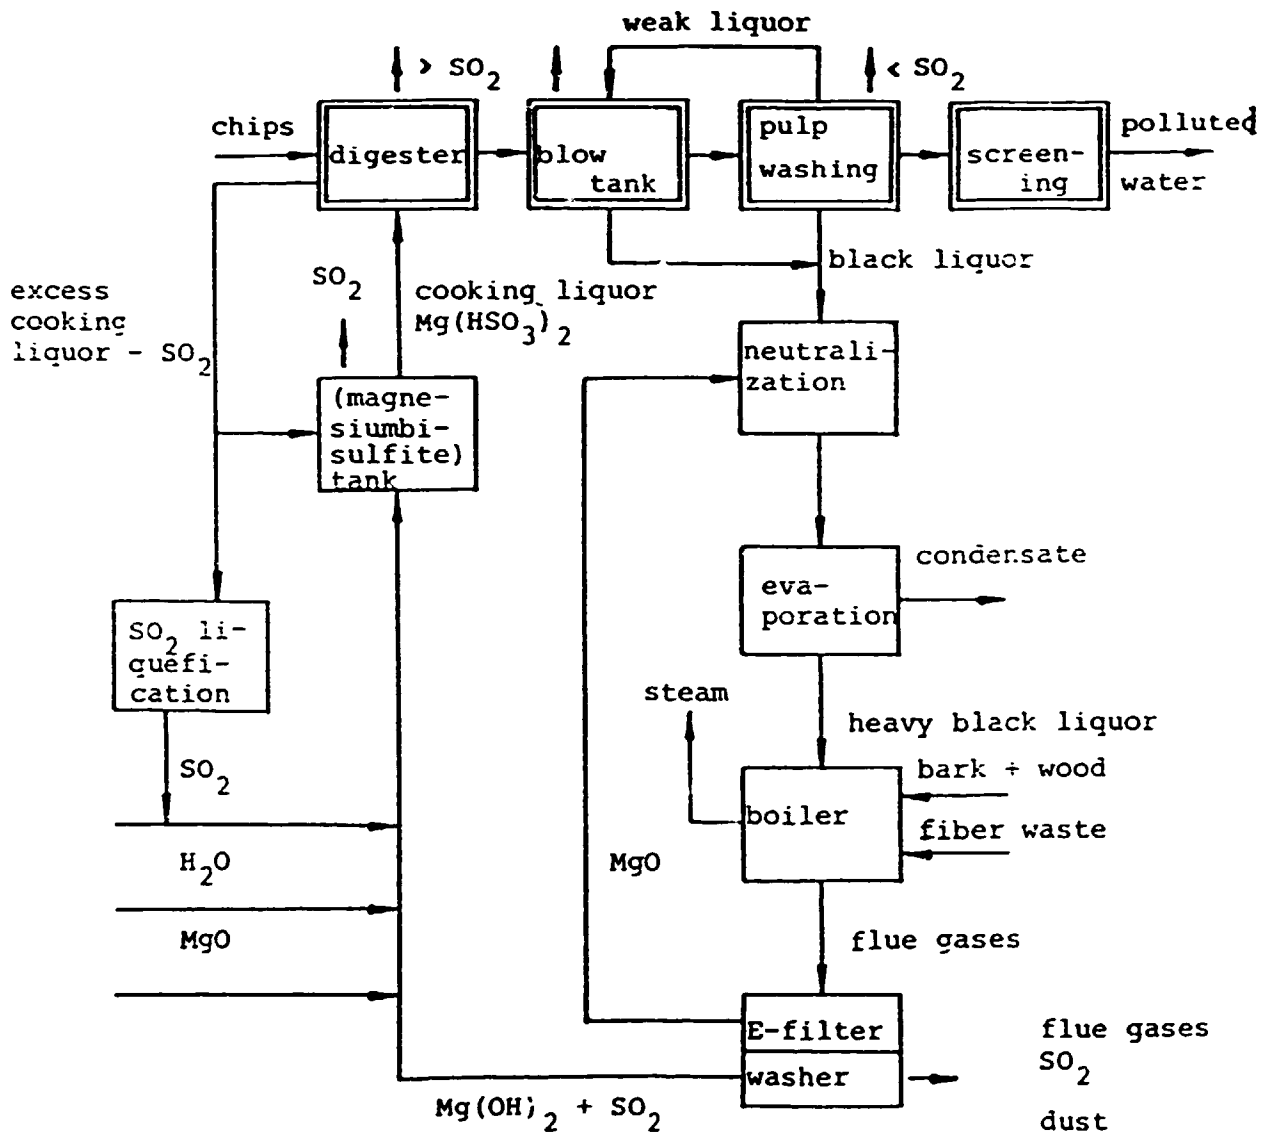 weak liquor
> SO2
< SO2
chips
digester
blow
tank
pulp
washing
screen-
ing
polluted
water
black liquor
excess
cooking
liquor - SO2
SO2
cooking liquor
Mg(HSO3)2
neutrali-
zation
(magne-
siumbi-
sulfite)
tank
eva-
poration
condensate
SO2 li-
quefi-
cation
steam
heavy black liquor
SO2
bark + wood
boiler
fiber waste
H2O
MgO
MgO
flue gases
E-filter
washer
flue gases
SO2
dust
Mg(OH)2 + SO2